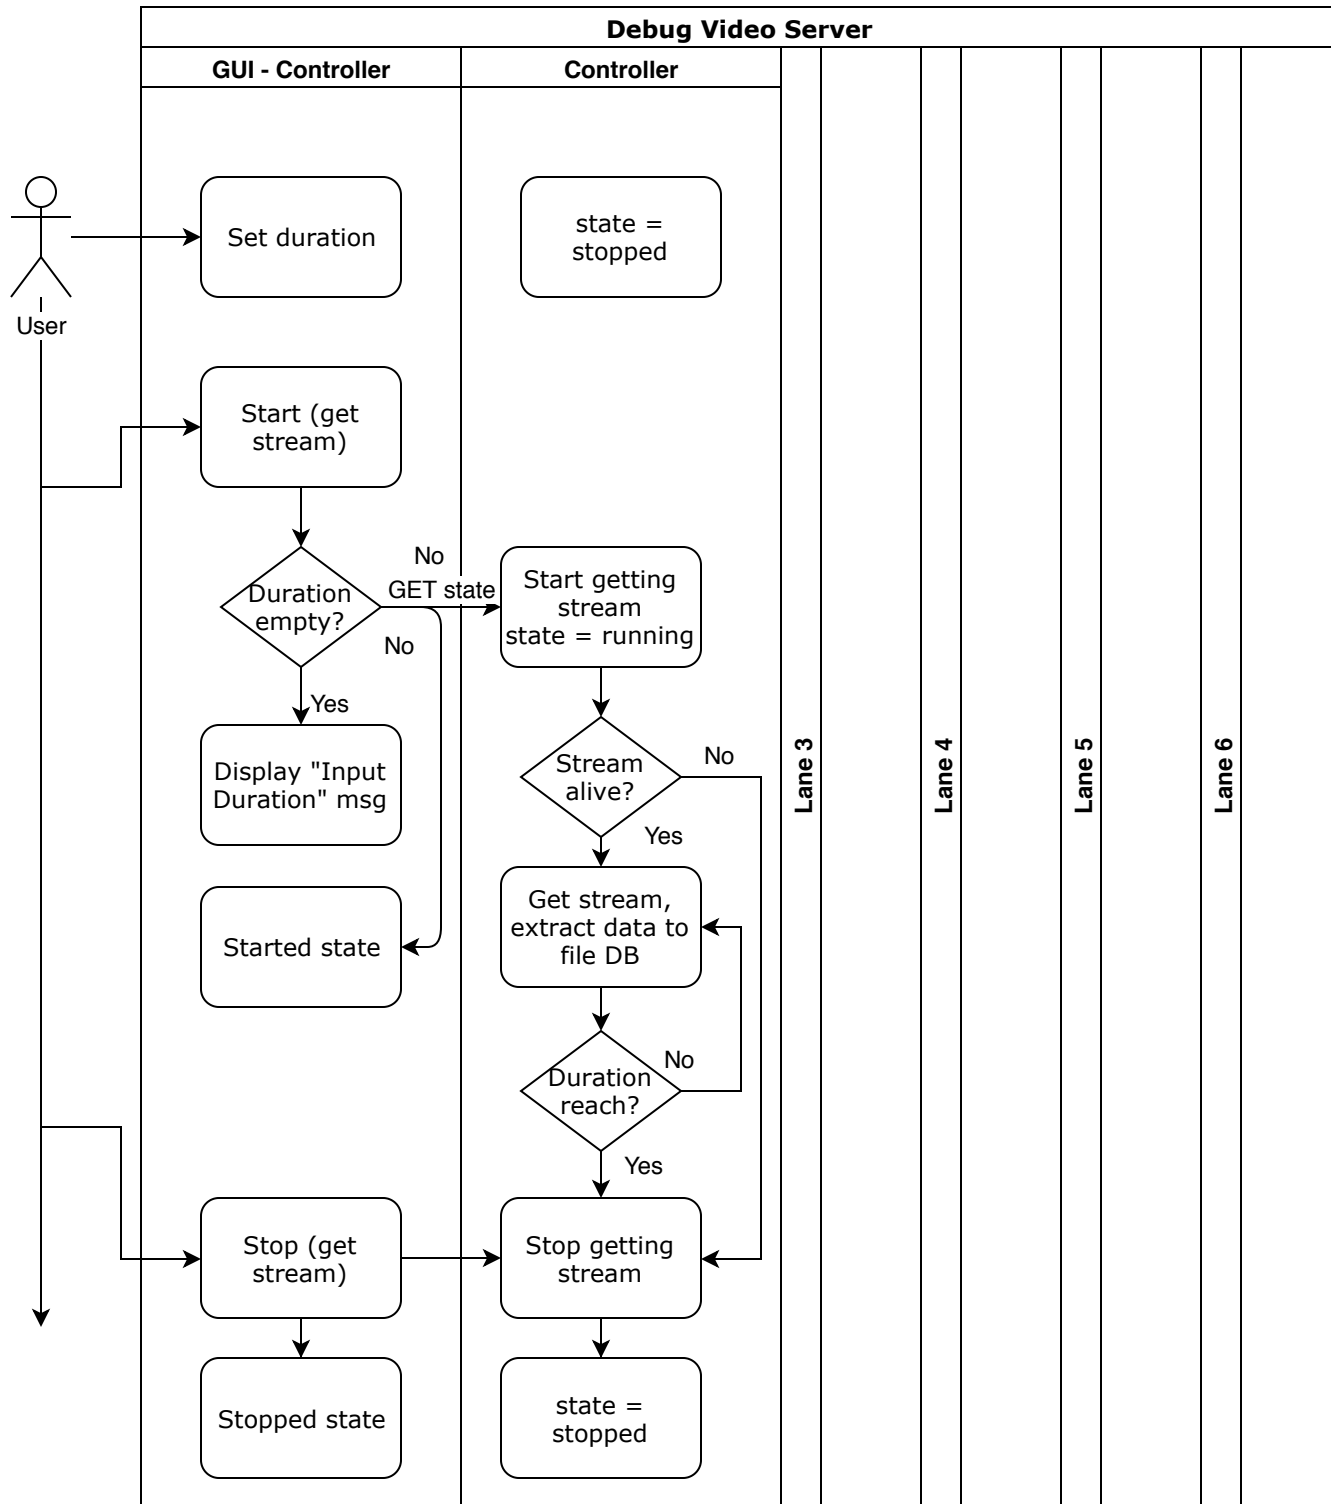 Debug Video Server
GUI - Controller
Controller
Set duration
state =
stopped
User
Start (get
stream)
No
GET state
Duration
empty?
No
Yes
Start getting
stream
state = running
Display "Input
Duration" msg
Stream
alive?
No
Yes
Lane 3
Lane 4
Lane 5
Lane 6
Started state
Get stream,
extract data to
file DB
Duration
reach?
No
Yes
Stop (get
stream)
Stop getting
stream
Stopped state
state =
stopped